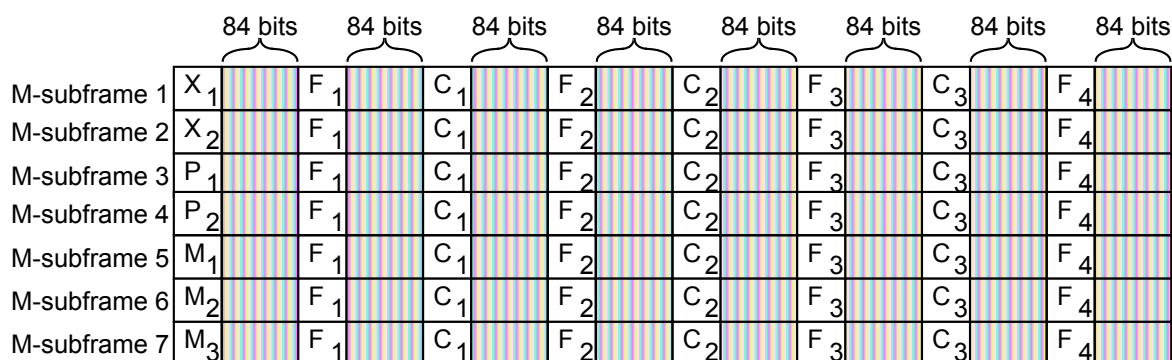 84 bits 84 bits 84 bits 84 bits 84 bits 84 bits 84 bits 84 bits
M-subframe 1 X1 F1 C1 F2 C2 F3 C3 F4
M-subframe 2 X2 F1 C1 F2 C2 F3 C3 F4
M-subframe 3 P1 F1 C1 F2 C2 F3 C3 F4
M-subframe 4 P2 F1 C1 F2 C2 F3 C3 F4
M-subframe 5 M1 F1 C1 F2 C2 F3 C3 F4
M-subframe 6 M2 F1 C1 F2 C2 F3 C3 F4
M-subframe 7 M3 F1 C1 F2 C2 F3 C3 F4